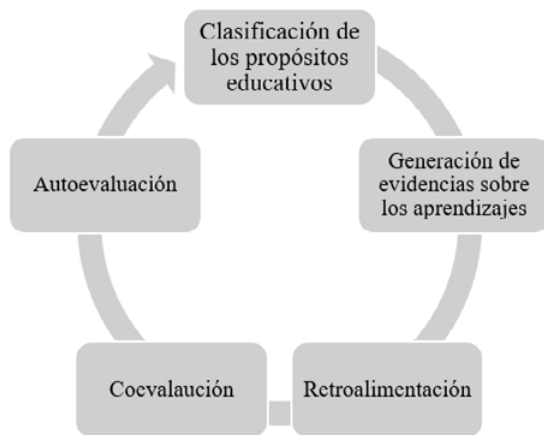 Clasificación de
los propósitos
educativos
Generación de
evidencias sobre
los aprendizajes
Retroalimentación
Coevalaución
Autoevaluación